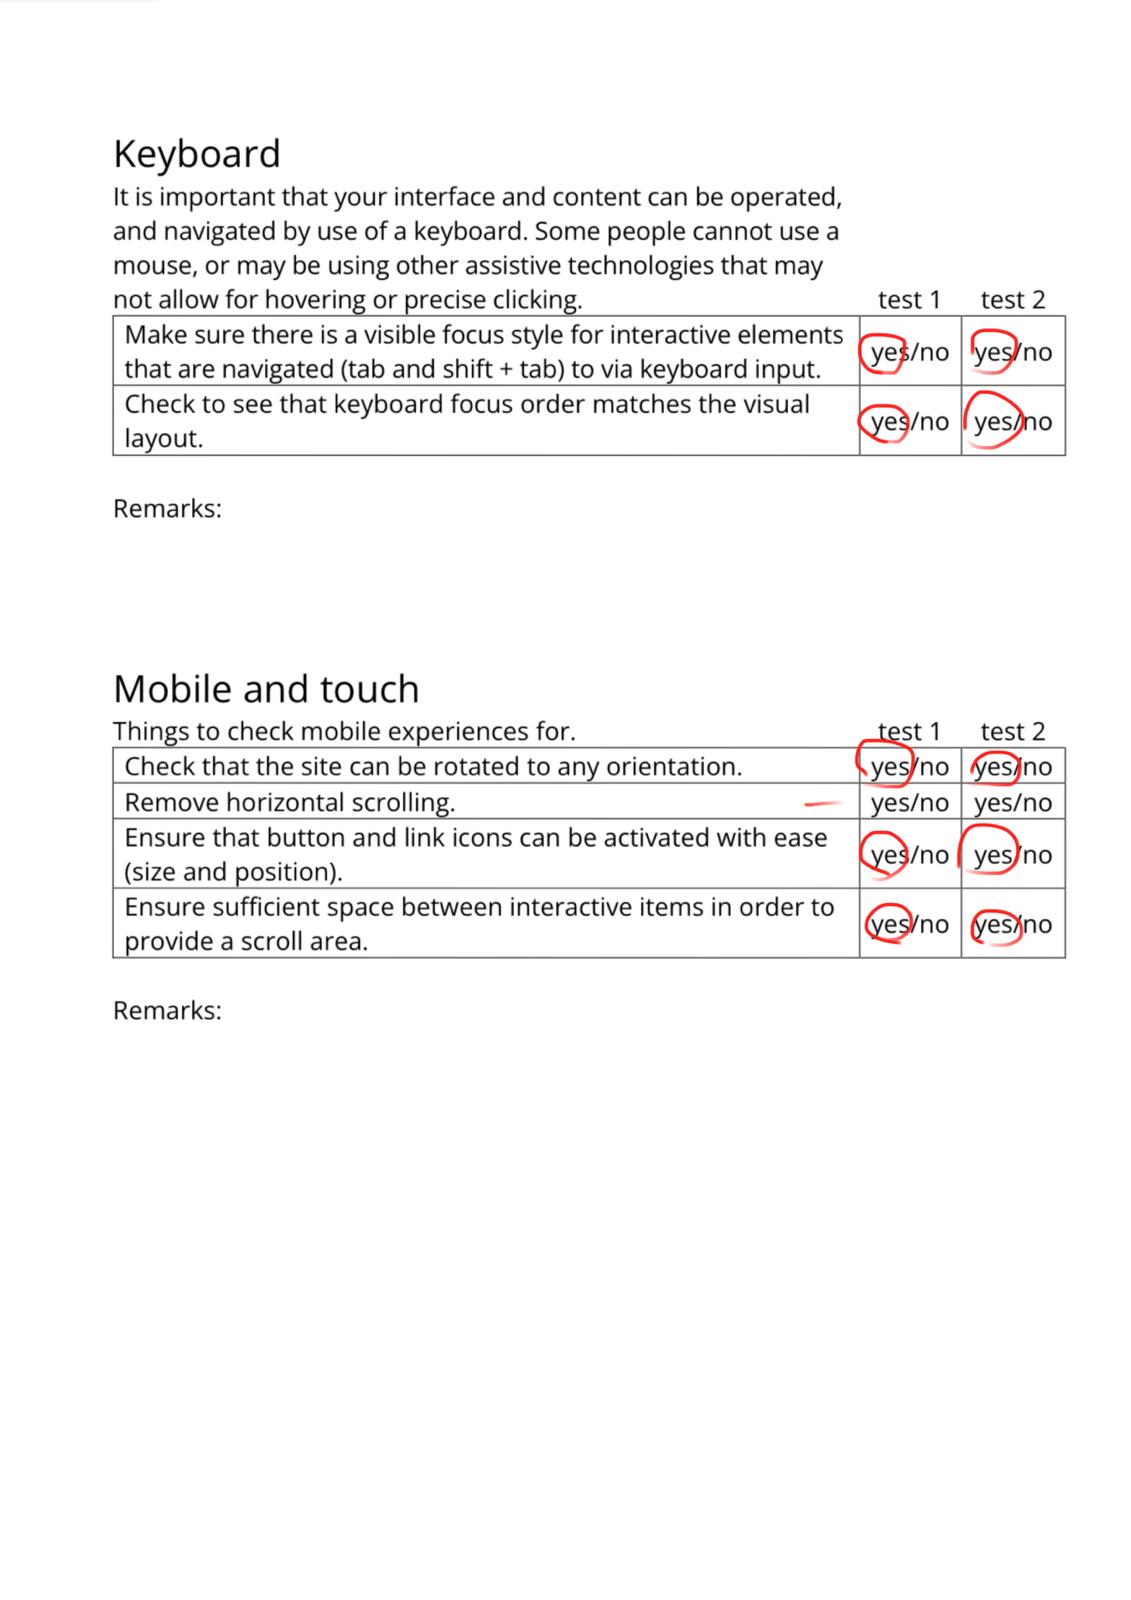 Keyboard
It is important that your interface and content can be operated,
and navigated by use of a keyboard. Some people cannot use a
mouse, or may be using other assistive technologies that may
not allow for hovering or precise clicking. test 1 test 2
Make sure there is a visible focus style for interactive elements
that are navigated (tab and shift + tab) to via keyboard input. yes/no yes/no
Check to see that keyboard focus order matches the visual
layout. yes/no yes/no
Remarks:
Mobile and touch
Things to check mobile experiences for. test 1 test 2
Check that the site can be rotated to any orientation. yes/no yes/no
Remove horizontal scrolling. yes/no yes/no
Ensure that button and link icons can be activated with ease
(size and position). yes/no yes/no
Ensure sufficient space between interactive items in order to
provide a scroll area. yes/no yes/no
Remarks: